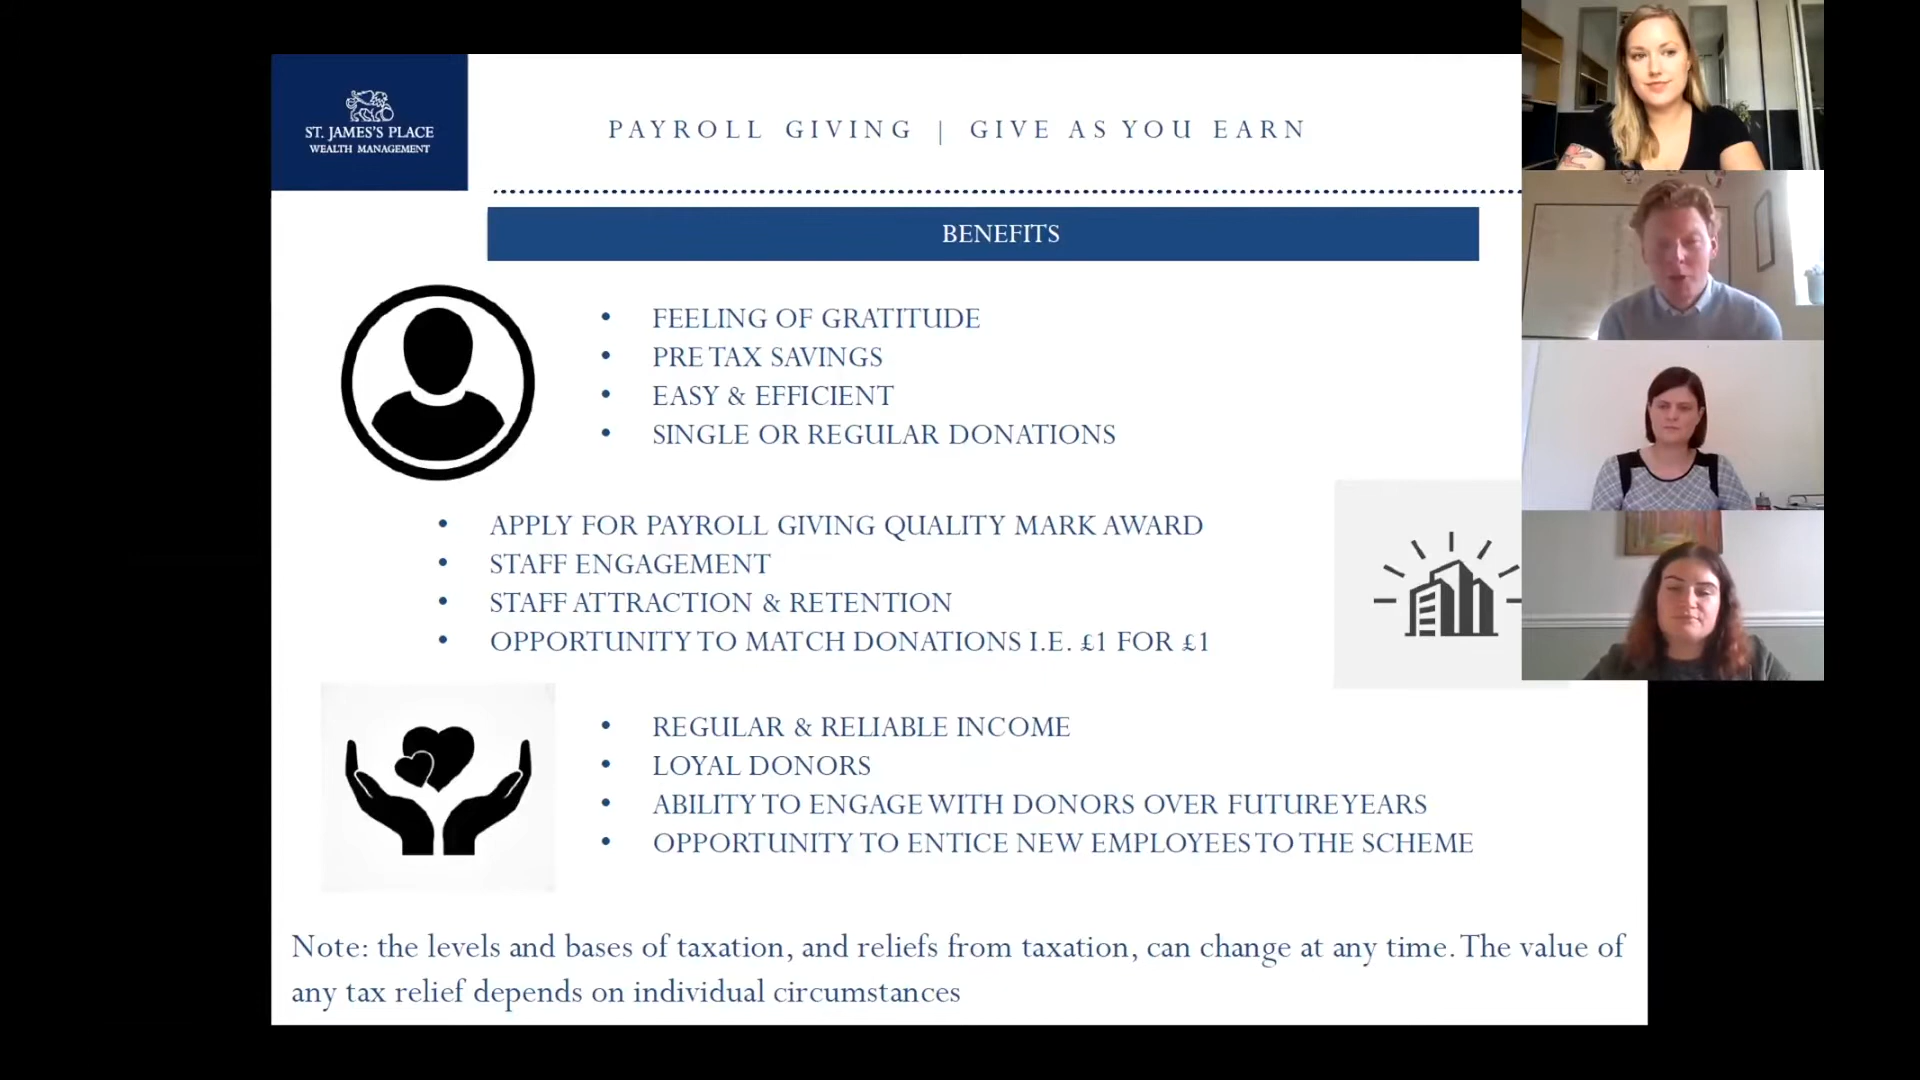 ST. JAMES'S PLACE
WEALTH MANAGEMENT
PAYROLL GIVING | GIVE AS YOU EARN
BENEFITS
• FEELING OF GRATITUDE
• PRE TAX SAVINGS
• EASY & EFFICIENT
• SINGLE OR REGULAR DONATIONS
• APPLY FOR PAYROLL GIVING QUALITY MARK AWARD
• STAFF ENGAGEMENT
• STAFF ATTRACTION & RETENTION
• OPPORTUNITY TO MATCH DONATIONS I.E. £1 FOR £1
• REGULAR & RELIABLE INCOME
• LOYAL DONORS
• ABILITY TO ENGAGE WITH DONORS OVER FUTURE YEARS
• OPPORTUNITY TO ENTICE NEW EMPLOYEES TO THE SCHEME
Note: the levels and bases of taxation, and reliefs from taxation, can change at any time. The value of
any tax relief depends on individual circumstances